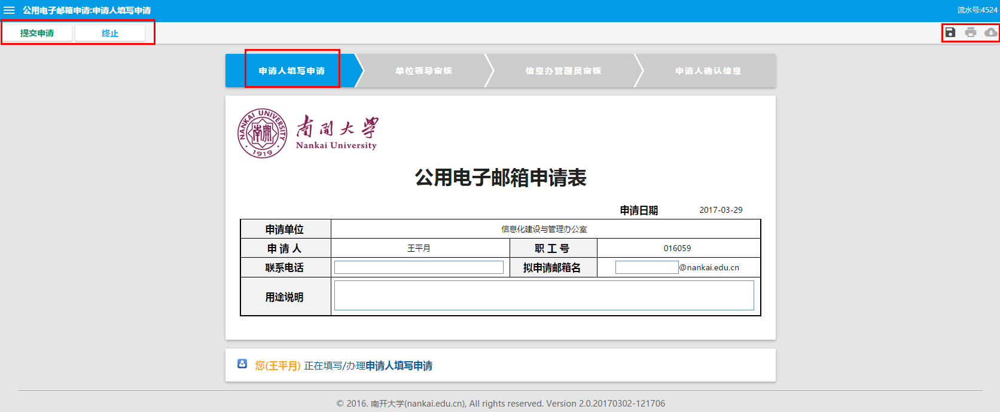 公用电子邮箱申请:申请人填写申请
流水号:4524
提交申请
终止
申请人填写申请
单位领导审核
信息办管理员审核
申请人确认信息
NANKAI UNIVERSITY
南開
1919
南開大學
Nankai University
公用电子邮箱申请表
申请日期 2017-03-29
申请单位 信息化建设与管理办公室
申 请 人 王平月 职 工 号 016059
联系电话 拟申请邮箱名 @nankai.edu.cn
用途说明
您(王平月) 正在填写/办理申请人填写申请
© 2016. 南开大学(nankai.edu.cn), All rights reserved. Version 2.0.20170302-121706